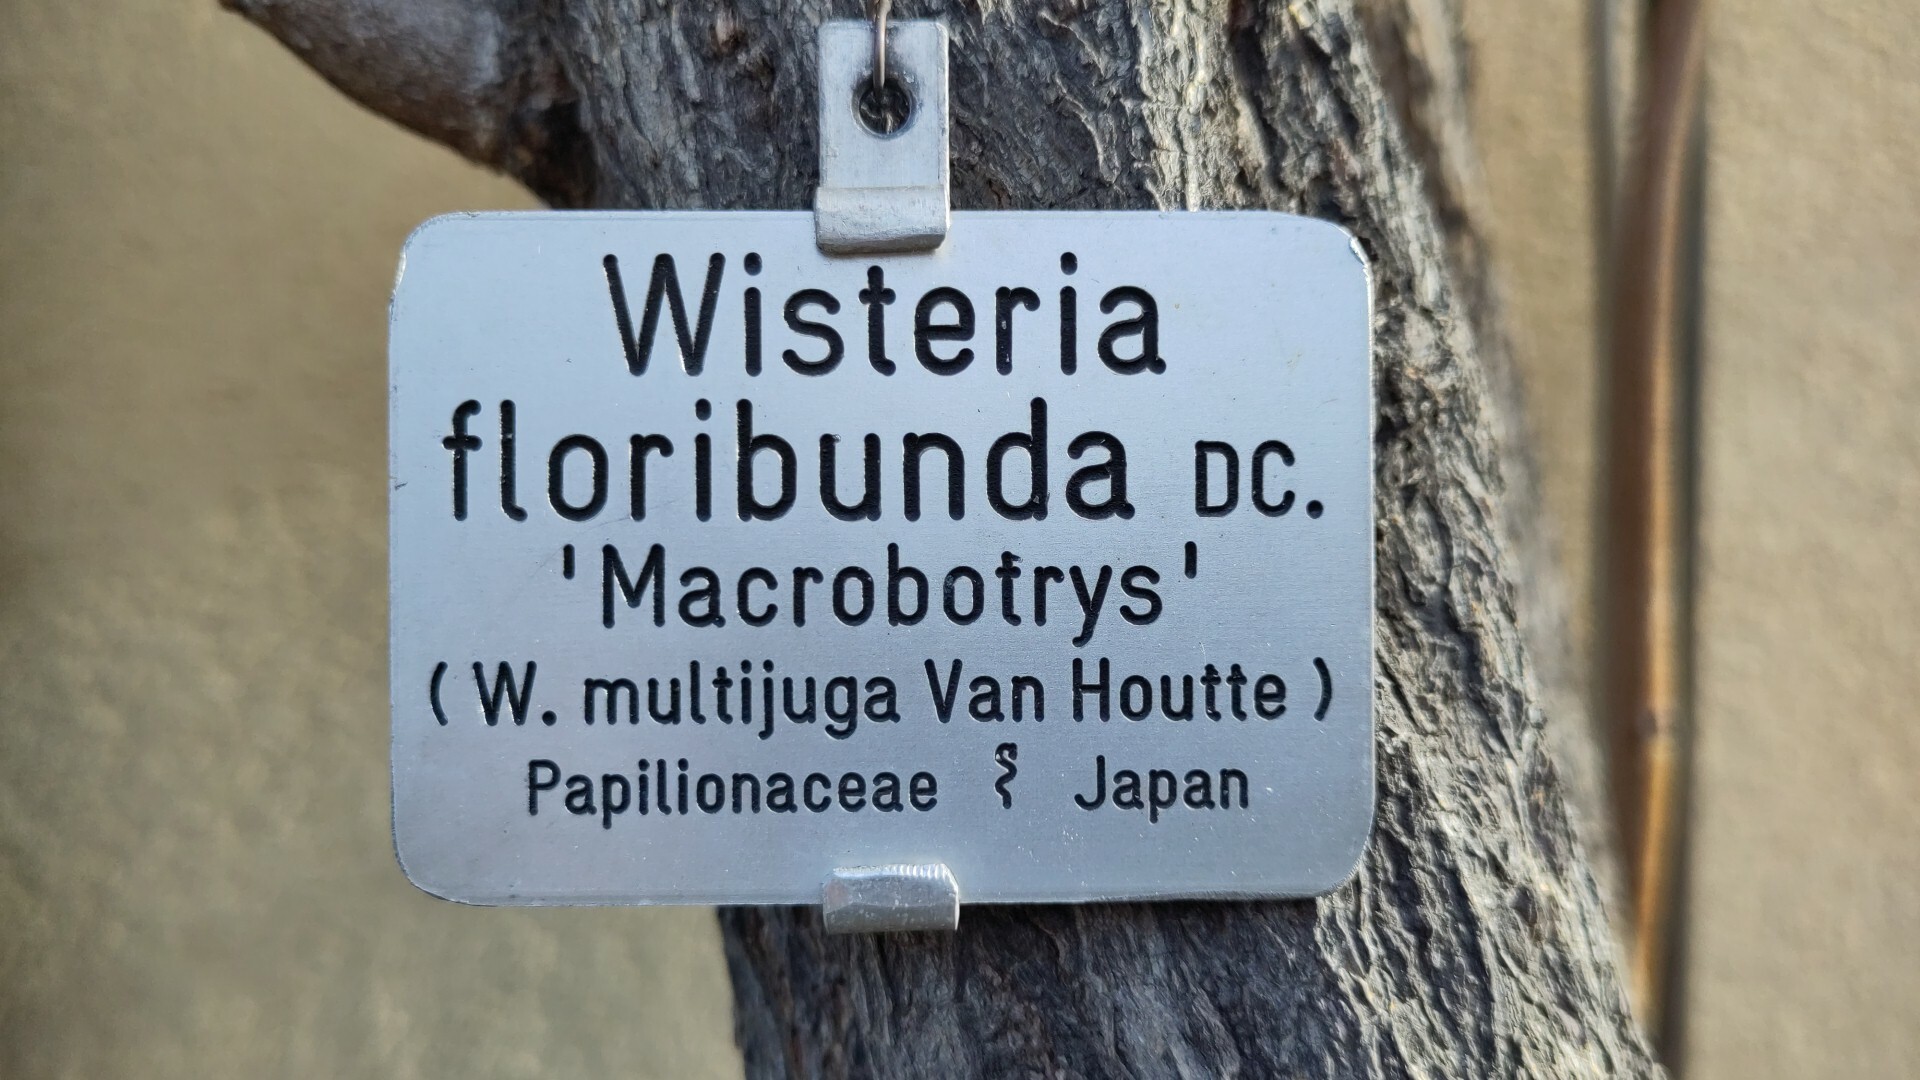 Wisteria
floribunda DC.
'Macrobotrys'
( W. multijuga Van Houtte )
Papilionaceae Japan